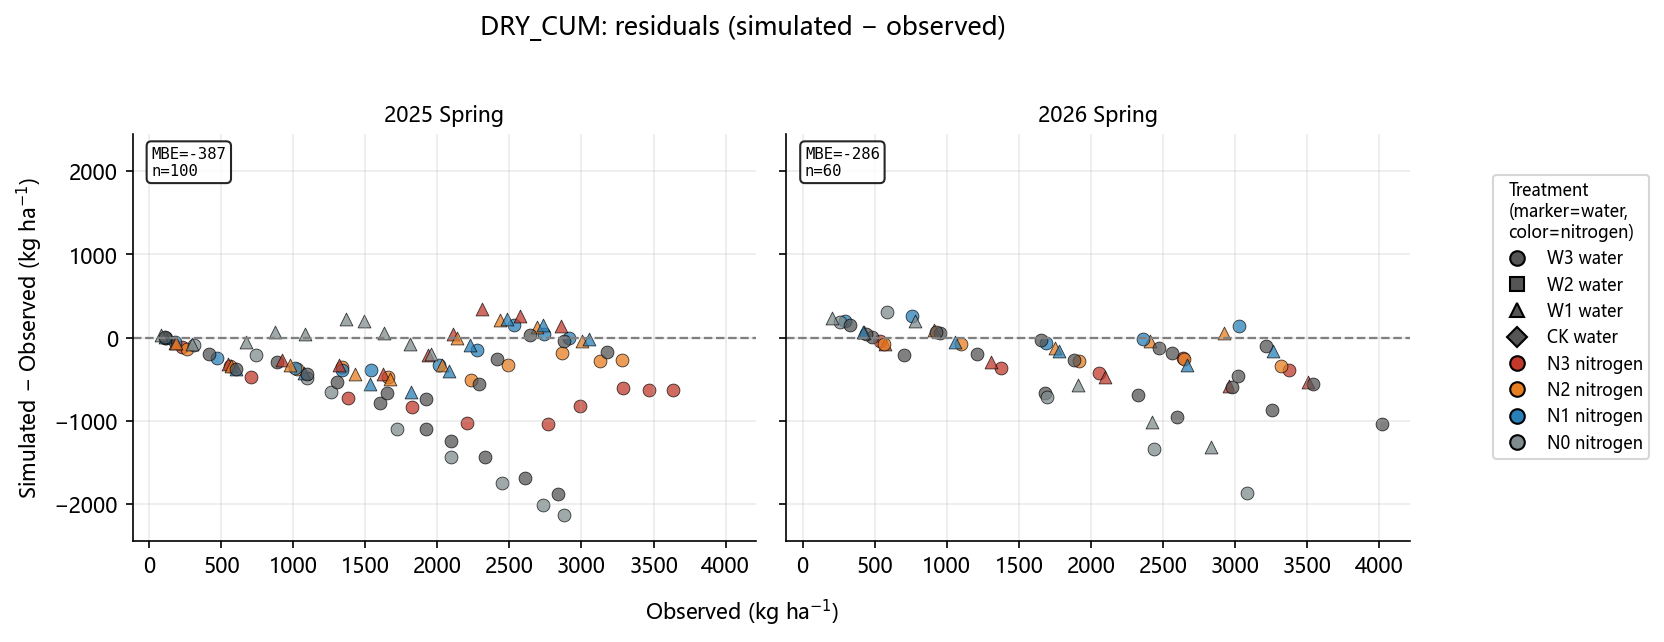 DRY_CUM: residuals (simulated − observed)
2025 Spring
2026 Spring
MBE=-387
n=100
MBE=-286
n=60
Simulated − Observed (kg ha⁻¹)
2000
1000
0
−1000
−2000
0 500 1000 1500 2000 2500 3000 3500 4000
0 500 1000 1500 2000 2500 3000 3500 4000
Observed (kg ha⁻¹)
Treatment
(marker=water,
color=nitrogen)
W3 water
W2 water
W1 water
CK water
N3 nitrogen
N2 nitrogen
N1 nitrogen
N0 nitrogen